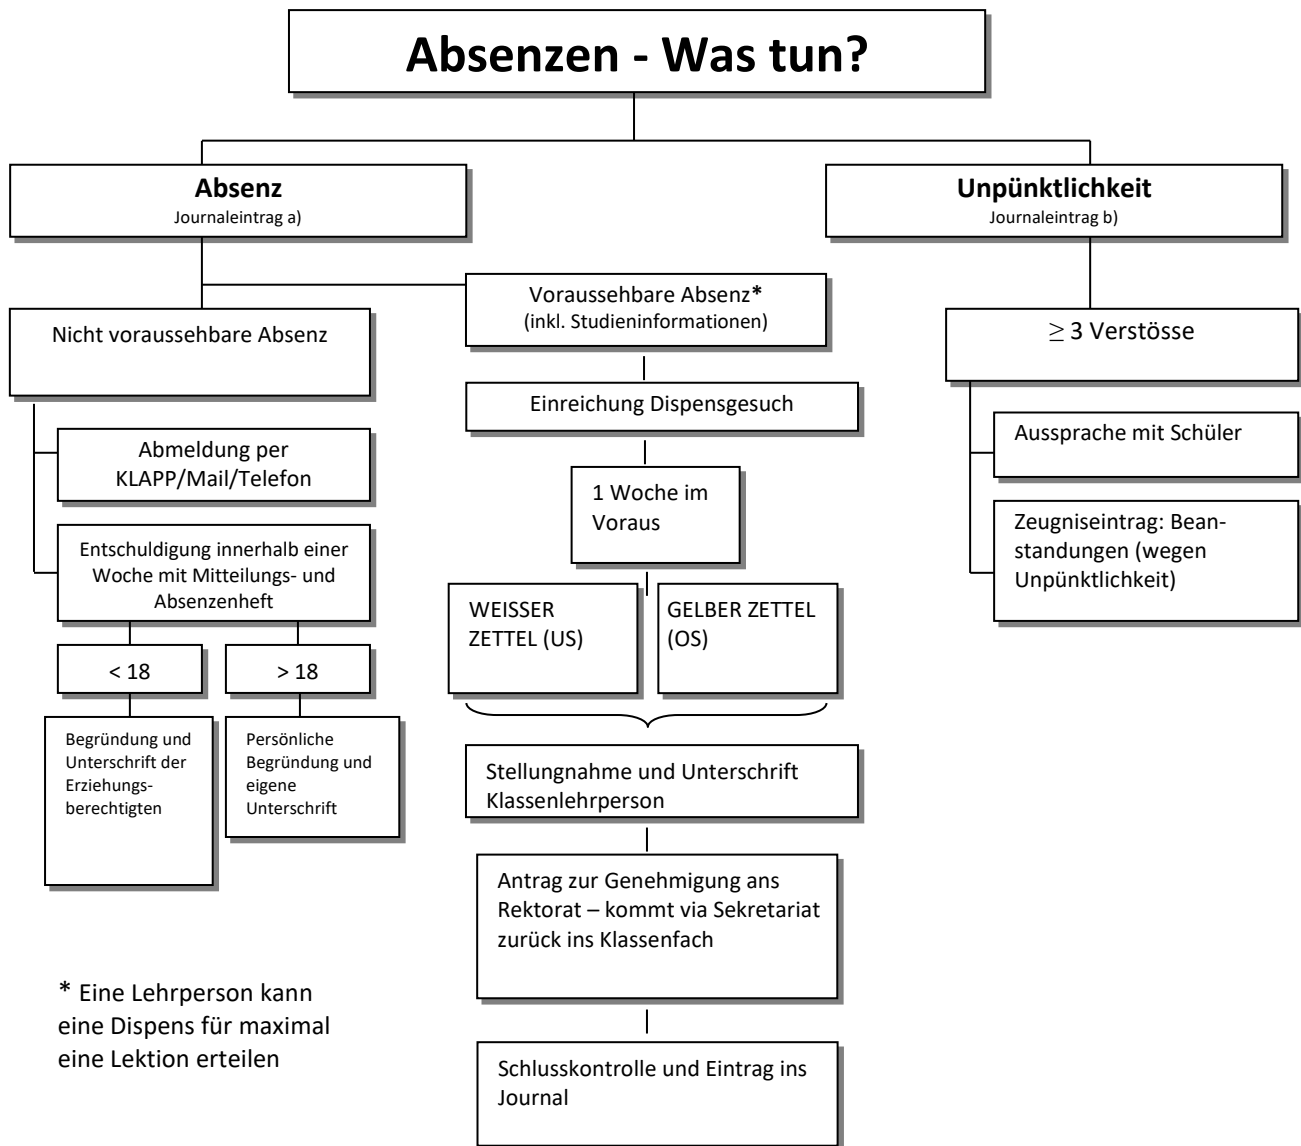 Absenzen - Was tun?
Absenz
Journaleintrag a)
Unpünktlichkeit
Journaleintrag b)
Nicht voraussehbare Absenz
Abmeldung per
KLAPP/Mail/Telefon
Entschuldigung innerhalb einer
Woche mit Mitteilungs- und
Absenzenheft
< 18
> 18
Begründung und
Unterschrift der
Erziehungs-
berechtigten
Persönliche
Begründung und
eigene
Unterschrift
Voraussehbare Absenz*
(inkl. Studieninformationen)
Einreichung Dispensgesuch
1 Woche im
Voraus
WEISSER
ZETTEL (US)
GELBER ZETTEL
(OS)
Stellungnahme und Unterschrift
Klassenlehrperson
Antrag zur Genehmigung ans
Rektorat – kommt via Sekretariat
zurück ins Klassenfach
Schlusskontrolle und Eintrag ins
Journal
≥ 3 Verstösse
Aussprache mit Schüler
Zeugniseintrag: Bean-
standungen (wegen
Unpünktlichkeit)
* Eine Lehrperson kann
eine Dispens für maximal
eine Lektion erteilen